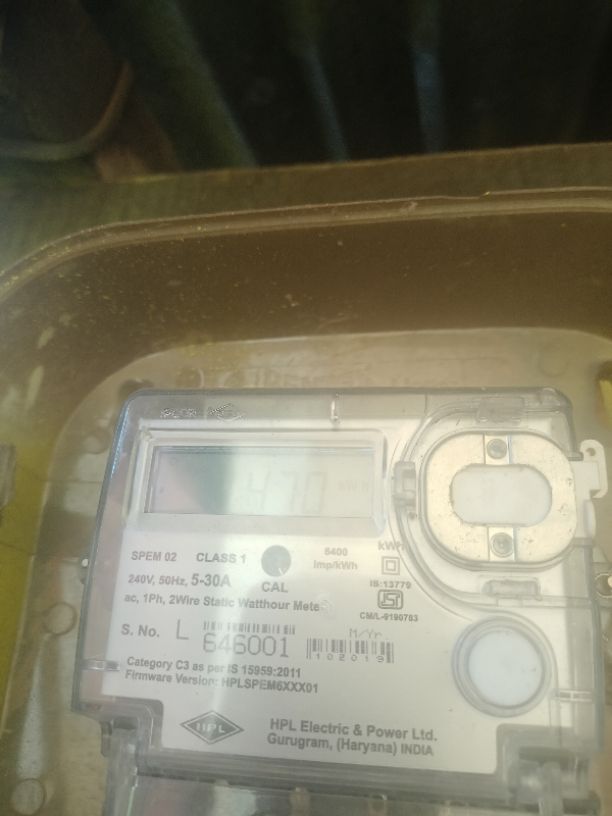 470 kWh
SPEM 02 CLASS 1 6400 kWh
240V, 50Hz, 5-30A CAL Imp/kWh
ac, 1Ph, 2Wire Static Watthour Meter
IS:13779
ISI
CM/L-9190783
S. No. L 646001 M/Yr.
102019
Category C3 as per IS 15959:2011
Firmware Version: HPLSPEM6XXX01
HPL
HPL Electric & Power Ltd.
Gurugram, (Haryana) INDIA